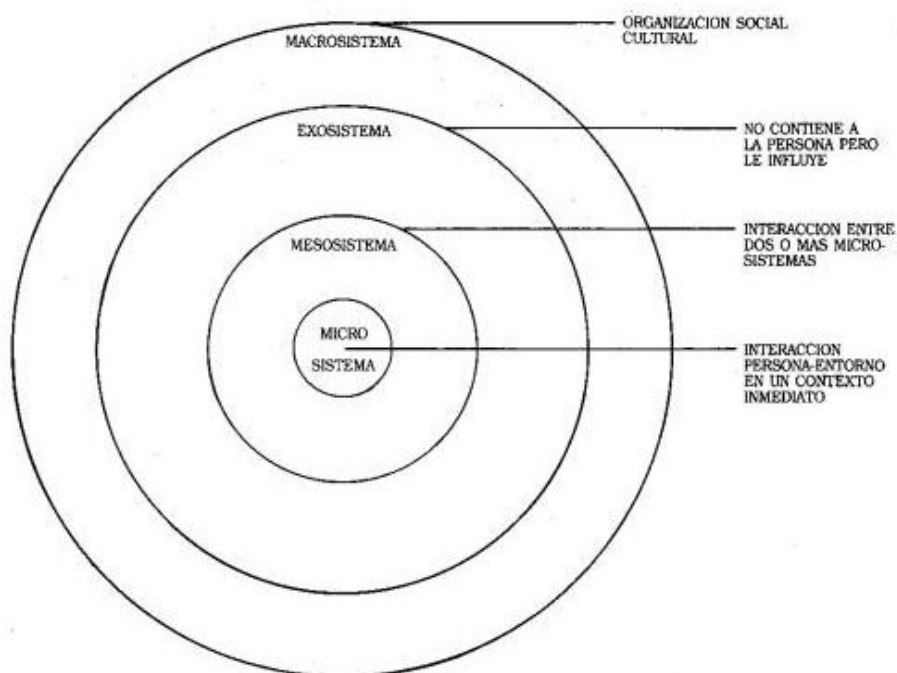 ORGANIZACION SOCIAL
CULTURAL
MACROSISTEMA
EXOSISTEMA
NO CONTIENE A
LA PERSONA PERO
LE INFLUYE
MESOSISTEMA
INTERACCION ENTRE
DOS O MAS MICRO-
SISTEMAS
MICRO
SISTEMA
INTERACCION
PERSONA-ENTORNO
EN UN CONTEXTO
INMEDIATO